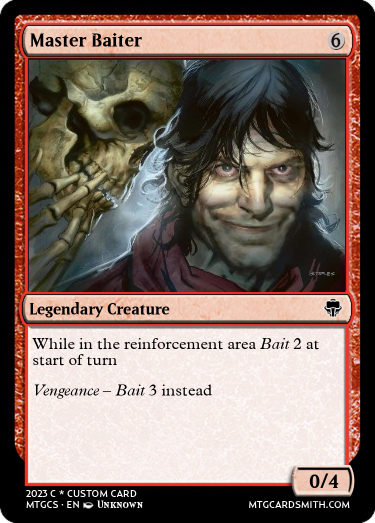 Master Baiter 6
Legendary Creature
While in the reinforcement area Bait 2 at
start of turn
Vengeance – Bait 3 instead
0/4
2023 C * CUSTOM CARD
MTGCS · EN Unknown
MTGCARDSMITH.COM